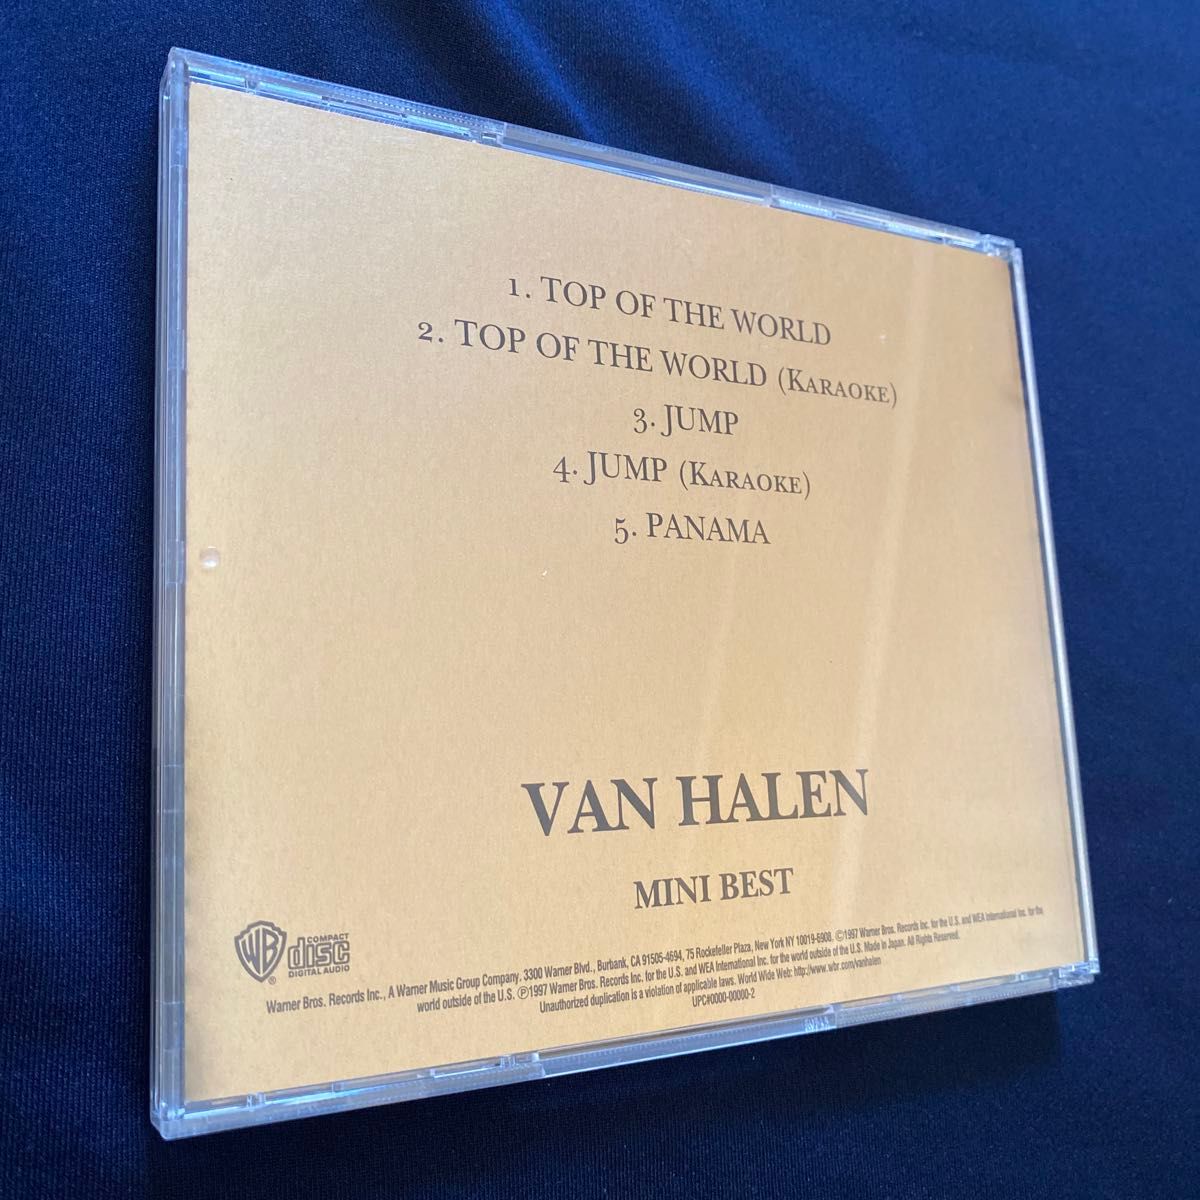 1. TOP OF THE WORLD
2. TOP OF THE WORLD (KARAOKE)
3. JUMP
4. JUMP (KARAOKE)
5. PANAMA
VAN HALEN
MINI BEST
WB
COMPACT
disc
DIGITAL AUDIO
Warner Bros. Records Inc., A Warner Music Group Company, 3300 Warner Blvd., Burbank, CA 91505-4694, 75 Rockefeller Plaza, New York NY 10019-6908. ©1997 Warner Bros. Records Inc. for the U.S. and WEA International Inc. for the
world outside of the U.S. ℗1997 Warner Bros. Records Inc. for the U.S. and WEA International Inc. for the world outside of the U.S. Made in Japan. All Rights Reserved.
Unauthorized duplication is a violation of applicable laws. World Wide Web: http://www.wbr.com/vanhalen
UPC#0000-00000-2